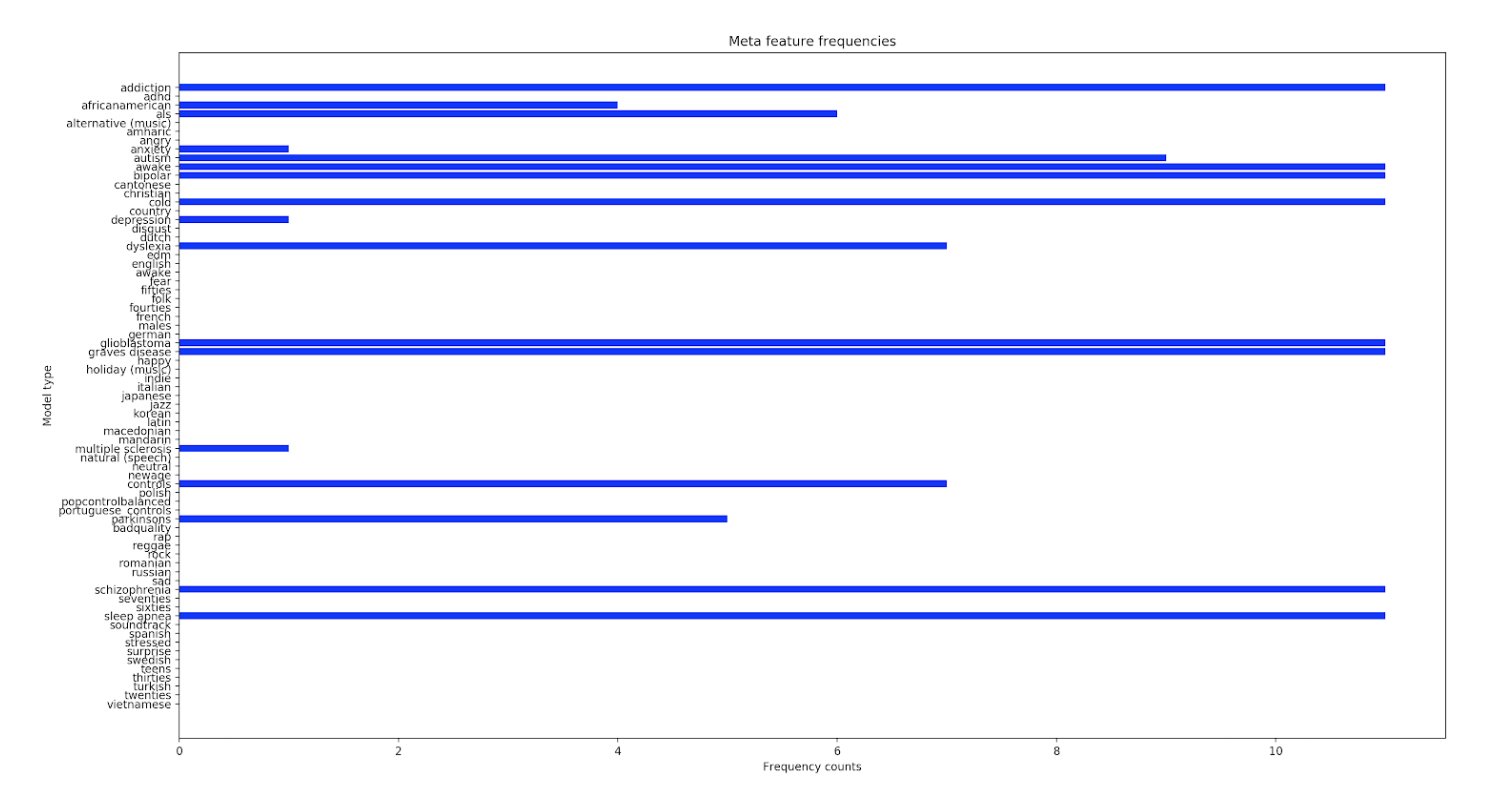 Meta feature frequencies
addiction
adhd
africanamerican
als
alternative (music)
amharic
angry
anxiety
autism
awake
bipolar
cantonese
christian
cold
country
depression
disgust
dutch
dyslexia
edm
english
awake
fear
fifties
folk
fourties
french
males
german
glioblastoma
graves disease
happy
holiday (music)
indie
italian
japanese
jazz
korean
latin
macedonian
mandarin
multiple sclerosis
natural (speech)
neutral
newage
controls
polish
popcontrolbalanced
portuguese_controls
parkinsons
badquality
rap
reggae
rock
romanian
russian
sad
schizophrenia
seventies
sixties
sleep apnea
soundtrack
spanish
stressed
surprise
swedish
teens
thirties
turkish
twenties
vietnamese
Model type
0 2 4 6 8 10
Frequency counts